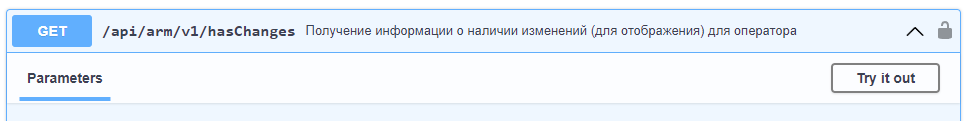 GET /api/arm/v1/hasChanges Получение информации о наличии изменений (для отображения) для оператора
Parameters Try it out